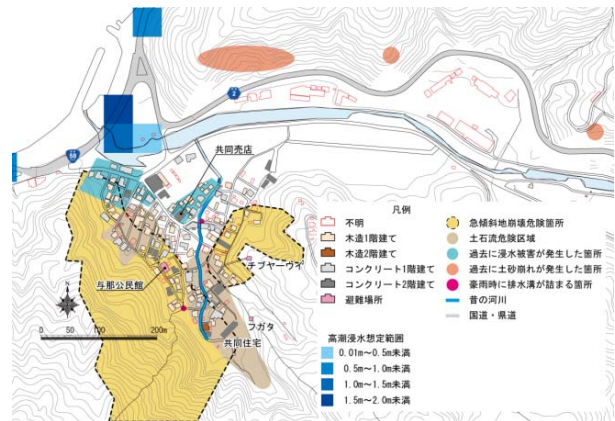 2
58
共同売店
与那公民館
チブヤーヴイ
フガタ
共同住宅
0 50 100 200m
凡例
不明
木造1階建て
木造2階建て
コンクリート1階建て
コンクリート2階建て
避難場所
急傾斜地崩壊危険箇所
土石流危険区域
過去に浸水被害が発生した箇所
過去に土砂崩れが発生した箇所
豪雨時に排水溝が詰まる箇所
昔の河川
国道・県道
高潮浸水想定範囲
0.01m～0.5m未満
0.5m～1.0m未満
1.0m～1.5m未満
1.5m～2.0m未満